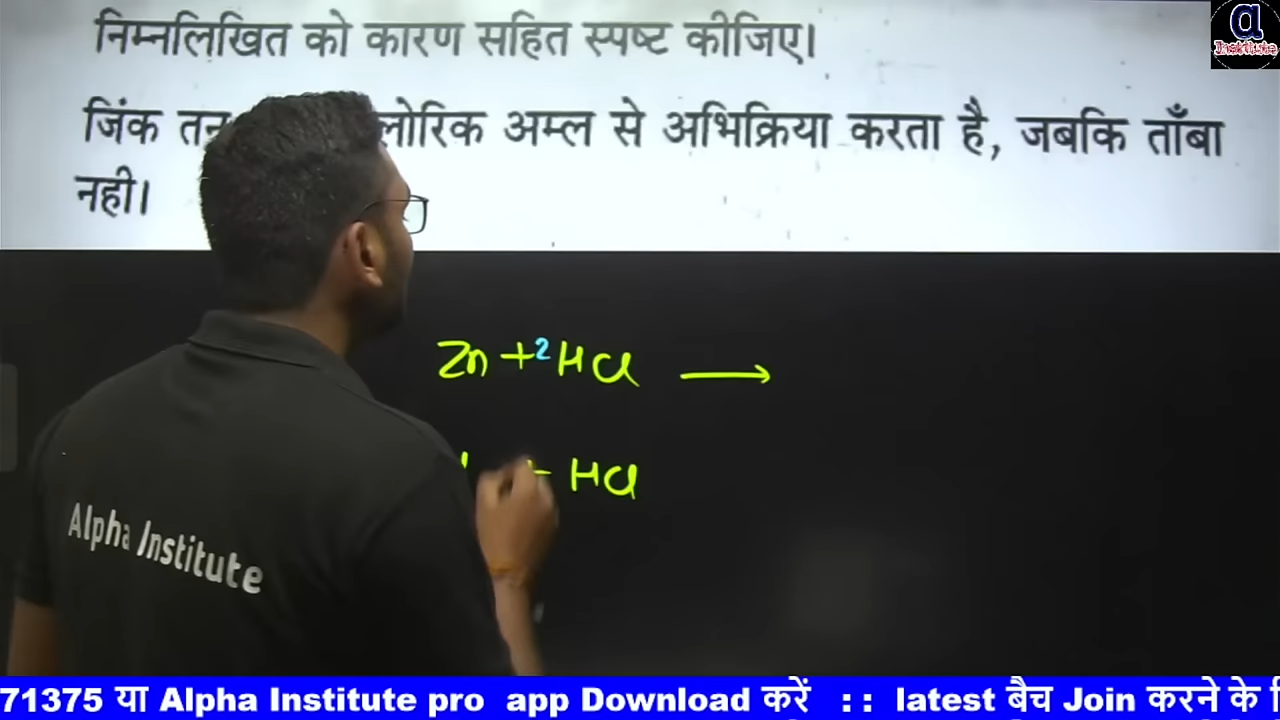 निम्नलिखित को कारण सहित स्पष्ट कीजिए।
a
Institute
जिंक अम्ल से अभिक्रिया करता है, जबकि ताँबा
नही।
Zn + 2HCl ⟶
+ HCl
Alpha Institute
71375 या Alpha Institute pro app Download करें :: latest बैच Join करने के